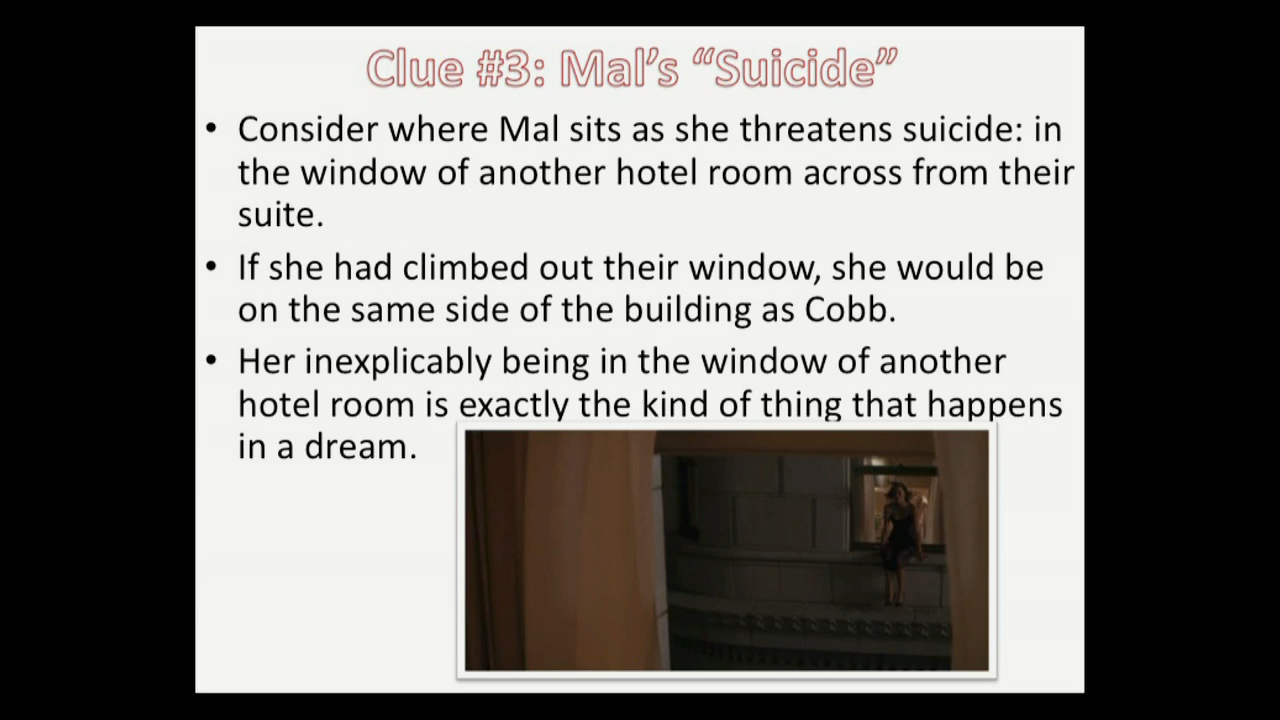 Clue #3: Mal’s “Suicide”
• Consider where Mal sits as she threatens suicide: in
the window of another hotel room across from their
suite.
• If she had climbed out their window, she would be
on the same side of the building as Cobb.
• Her inexplicably being in the window of another
hotel room is exactly the kind of thing that happens
in a dream.